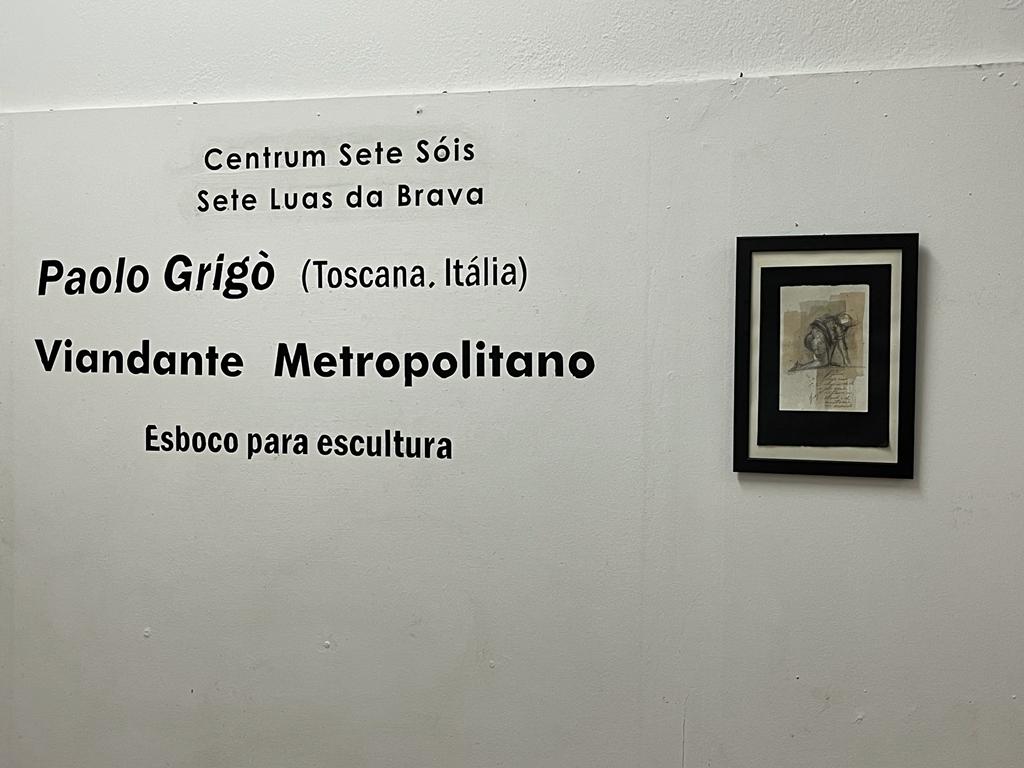 Centrum Sete Sóis
Sete Luas da Brava
Paolo Grigò (Toscana, Itália)
Viandante Metropolitano
Esboco para escultura